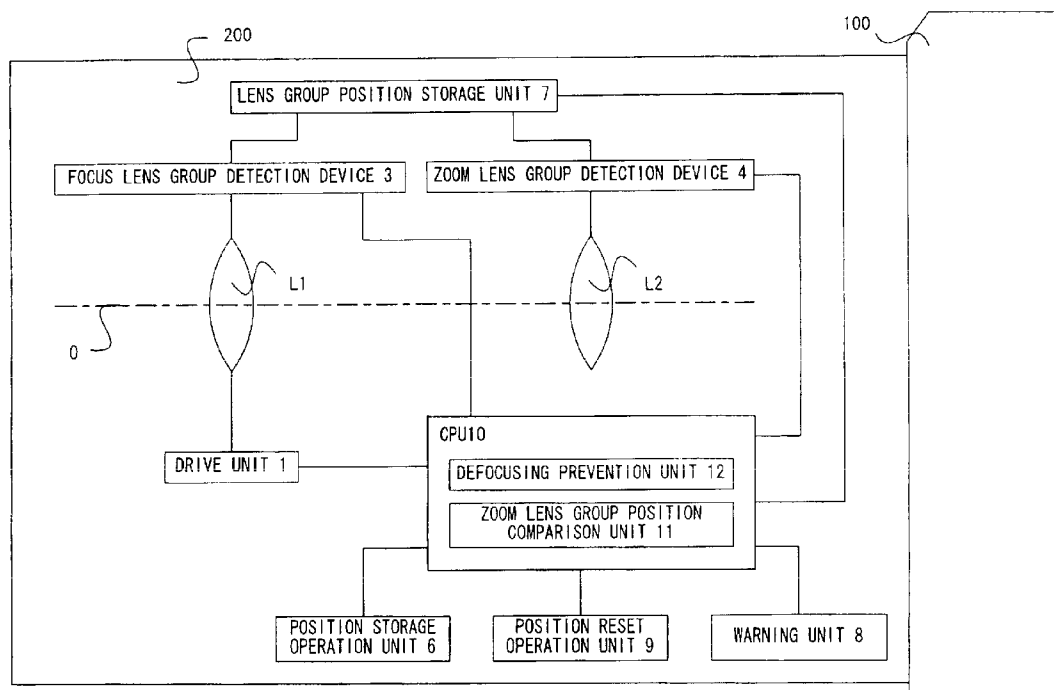 200
100
LENS GROUP POSITION STORAGE UNIT 7
FOCUS LENS GROUP DETECTION DEVICE 3
ZOOM LENS GROUP DETECTION DEVICE 4
L1
L2
O
CPU10
DRIVE UNIT 1
DEFOCUSING PREVENTION UNIT 12
ZOOM LENS GROUP POSITION
COMPARISON UNIT 11
POSITION STORAGE
OPERATION UNIT 6
POSITION RESET
OPERATION UNIT 9
WARNING UNIT 8